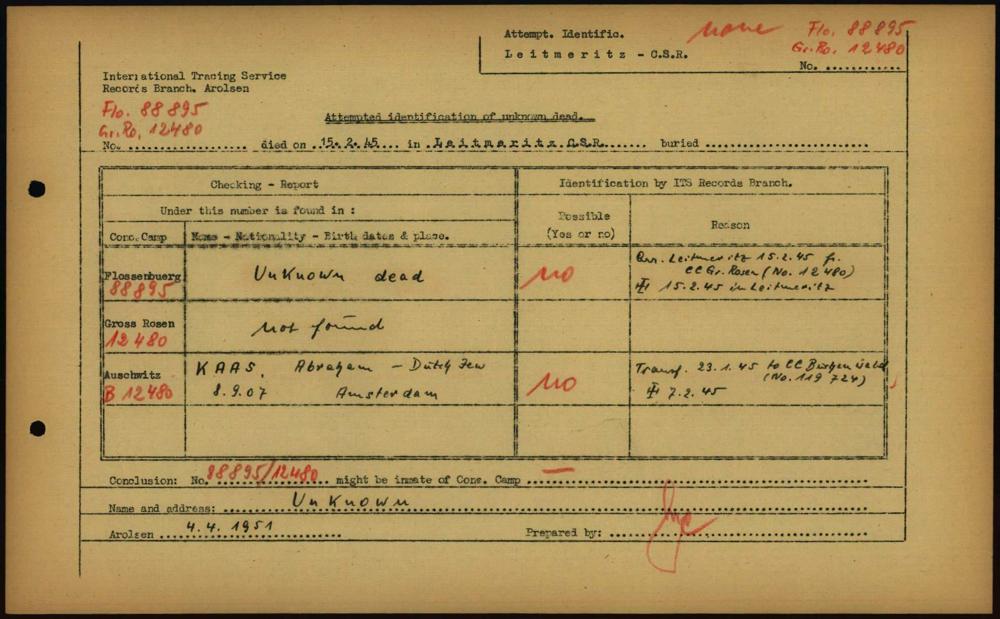 Attempt. Identific.
none
Flo. 88895
Leitmeritz - C.S.R.
Gr.Ro. 12480
No. ............
International Tracing Service
Records Branch. Arolsen
Flo. 88895
Gr.Ro. 12480
Attempted identification of unknown dead.
No. .................. died on .15.2.45... in .Leitmeritz C.S.R....... buried .........................
Checking - Report
Identification by ITS Records Branch.
Under this number is found in :
Possible
(Yes or no)
Reason
Conc.Camp
Name - Nationality - Birth dates & place.
Flossenbuerg
88895
Unknown dead
no
Leitmeritz 15.2.45 fr.
CC Gr. Rosen (No. 12480)
15.2.45 in Leitmeritz
Gross Rosen
12480
not found
Auschwitz
B 12480
KAAS, Abraham - Dutch Jew
8.9.07 Amsterdam
no
Transf. 23.1.45 to CC Buchenwald
(No. 119724)
7.2.45
Conclusion: No. 88895/12480 might be inmate of Conc. Camp —
Name and address: Unknown
Arolsen 4.4.1951
Prepared by: